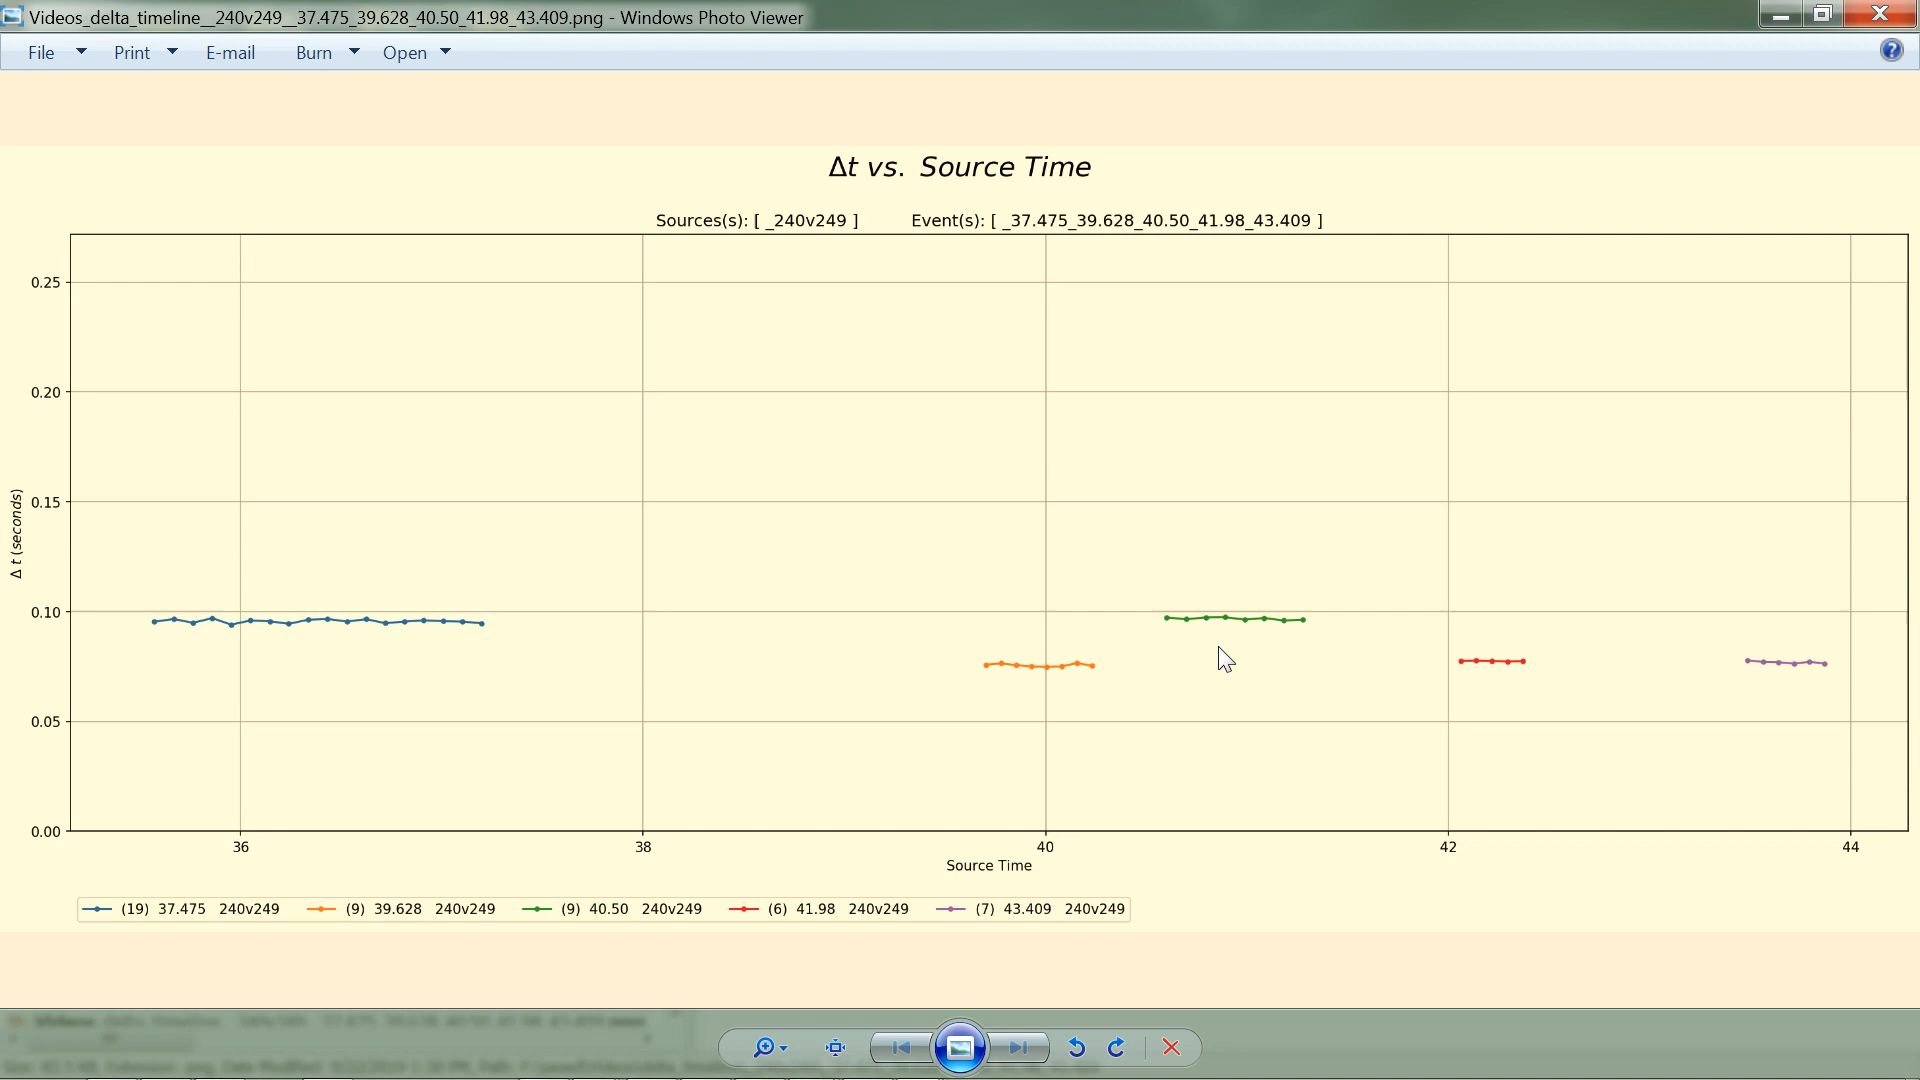 Videos_delta_timeline__240v249__37.475_39.628_40.50_41.98_43.409.png - Windows Photo Viewer
File Print E-mail Burn Open
Δt vs. Source Time
Sources(s): [ _240v249 ] Event(s): [ _37.475_39.628_40.50_41.98_43.409 ]
0.25
0.20
0.15
0.10
0.05
0.00
Δ t (seconds)
36 38 40 42 44
Source Time
(19) 37.475 240v249 (9) 39.628 240v249 (9) 40.50 240v249 (6) 41.98 240v249 (7) 43.409 240v249